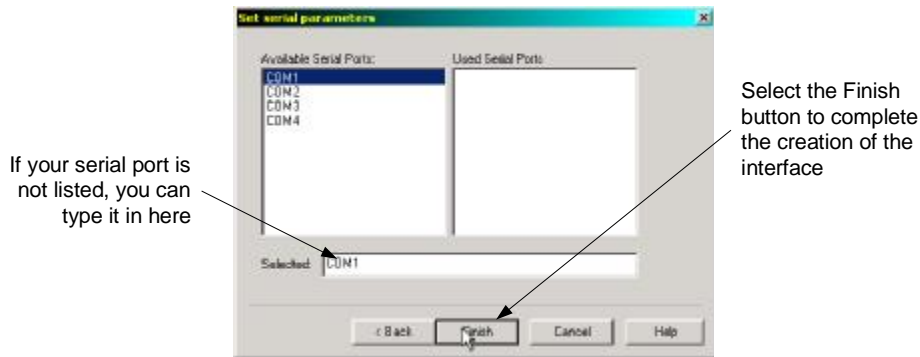 Set serial parameters
Available Serial Ports:
Used Serial Ports
COM1
COM2
COM3
COM4
If your serial port is
not listed, you can
type it in here
Select the Finish
button to complete
the creation of the
interface
Selected:
COM1
< Back
Finish
Cancel
Help